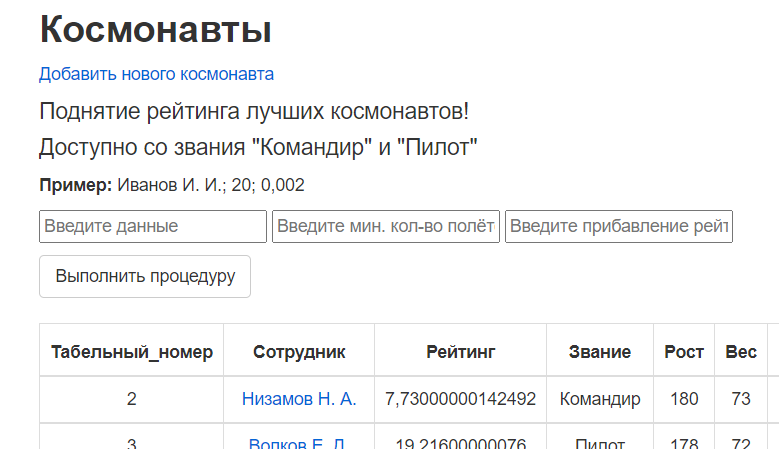 Космонавты
Добавить нового космонавта
Поднятие рейтинга лучших космонавтов!
Доступно со звания "Командир" и "Пилот"
Пример: Иванов И. И.; 20; 0,002
Введите данные Введите мин. кол-во полёт Введите прибавление рейт
Выполнить процедуру
Табельный_номер Сотрудник Рейтинг Звание Рост Вес
2 Низамов Н. А. 7,73000000142492 Командир 180 73
3 Волков Е. Д. 19,21600000076 Пилот 178 72